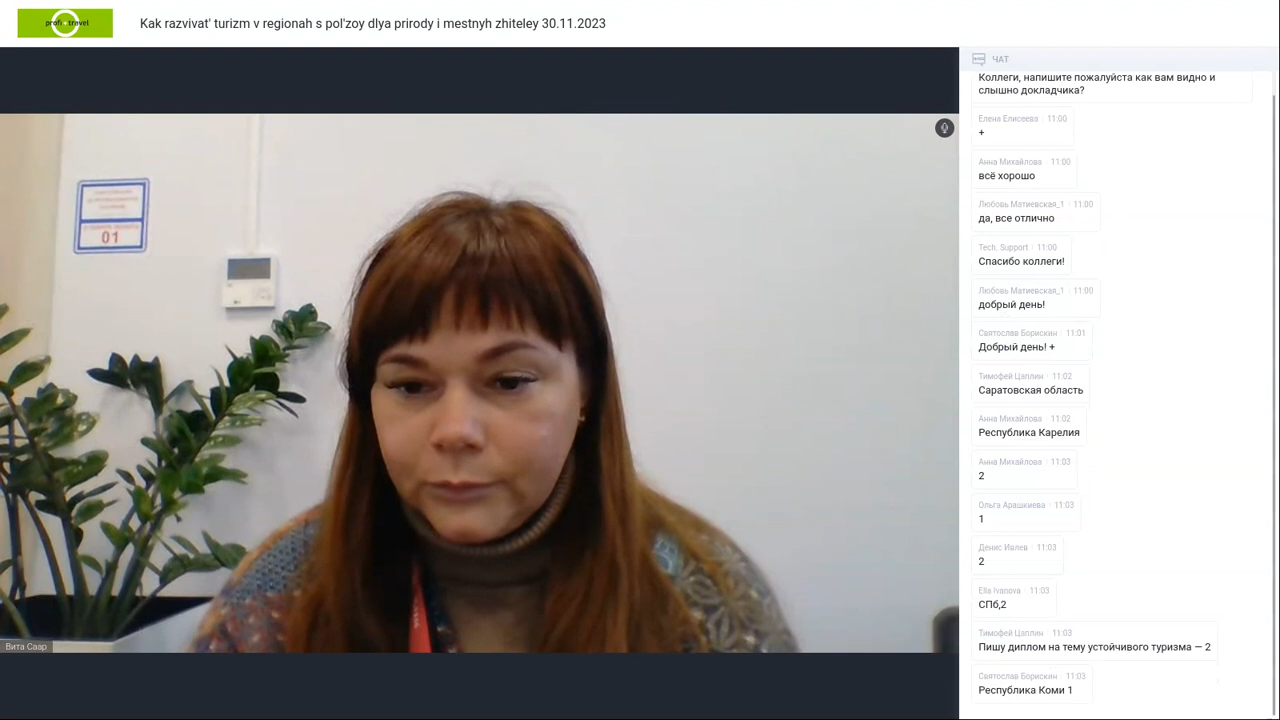 profi travel
Kak razvivat' turizm v regionah s pol'zoy dlya prirody i mestnyh zhiteley 30.11.2023
ЧАТ
Коллеги, напишите пожалуйста как вам видно и
слышно докладчика?
Елена Елисеева · 11:00
+
Анна Михайлова · 11:00
всё хорошо
Любовь Матиевская_1 · 11:00
да, все отлично
Tech. Support · 11:00
Спасибо коллеги!
Любовь Матиевская_1 · 11:00
добрый день!
Святослав Борискин · 11:01
Добрый день! +
Тимофей Цаплин · 11:02
Саратовская область
Анна Михайлова · 11:02
Республика Карелия
Анна Михайлова · 11:03
2
Ольга Арашкиева · 11:03
1
Денис Ивлев · 11:03
2
Ella Ivanova · 11:03
СПб,2
Тимофей Цаплин · 11:03
Пишу диплом на тему устойчивого туризма — 2
Святослав Борискин · 11:03
Республика Коми 1
01
Вита Саар